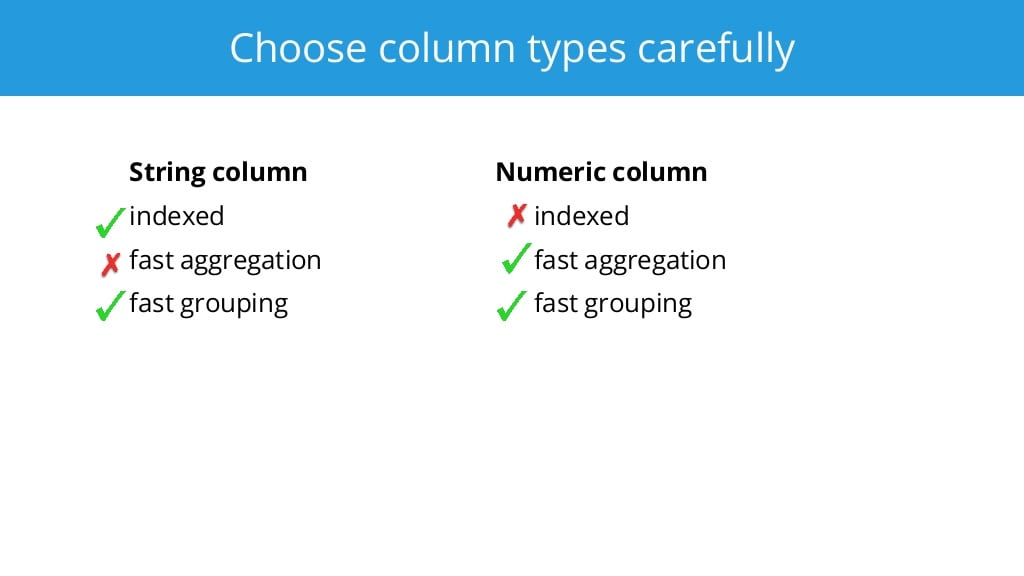 Choose column types carefully
String column
✓ indexed
✗ fast aggregation
✓ fast grouping
Numeric column
✗ indexed
✓ fast aggregation
✓ fast grouping